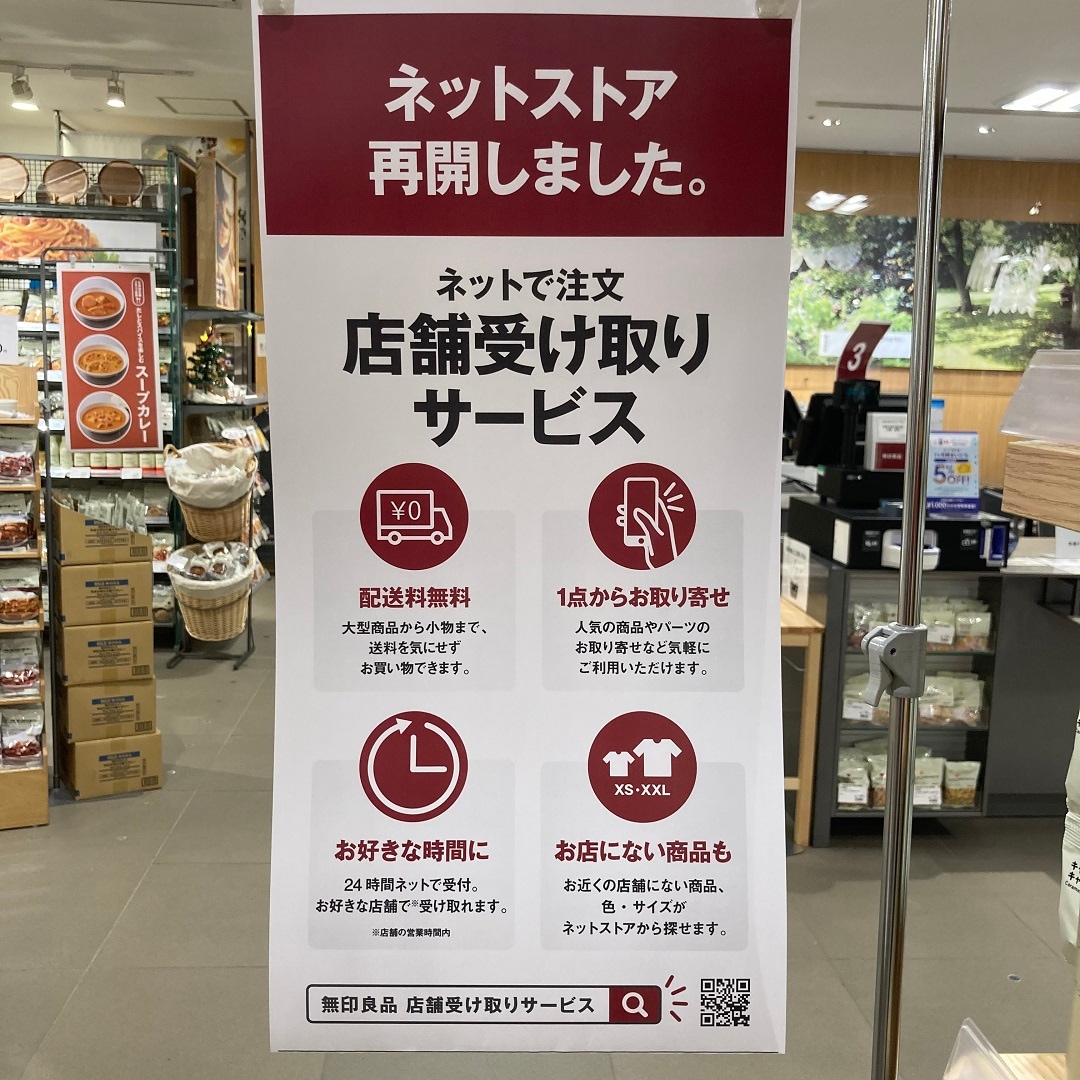 ネットストア
再開しました。
ネットで注文
店舗受け取り
サービス
¥0
配送料無料
大型商品から小物まで、
送料を気にせず
お買い物できます。
1点からお取り寄せ
人気の商品やパーツの
お取り寄せなど気軽に
ご利用いただけます。
お好きな時間に
24時間ネットで受付。
お好きな店舗で※受け取れます。
※店舗の営業時間内
XS・XXL
お店にない商品も
お近くの店舗にない商品、
色・サイズが
ネットストアから探せます。
無印良品 店舗受け取りサービス
スープカレー
3
5%
OFF!